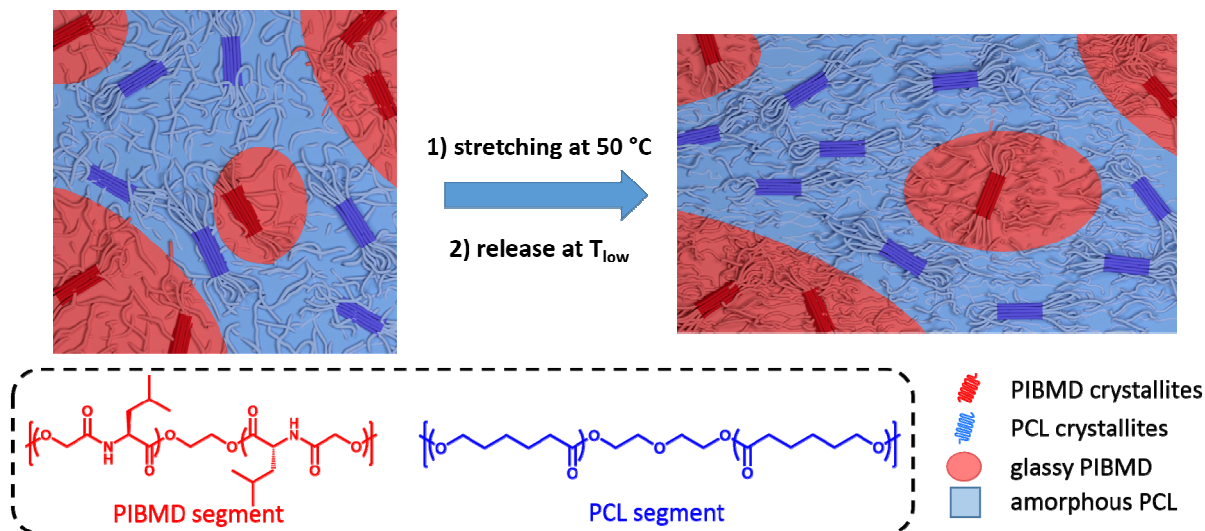 1) stretching at 50 °C
2) release at Tlow
PIBMD crystallites
PCL crystallites
glassy PIBMD
amorphous PCL
O
O
N
H
O
O
O
O
H
N
O
O
PIBMD segment
O
O
O
O
O
O
O
PCL segment